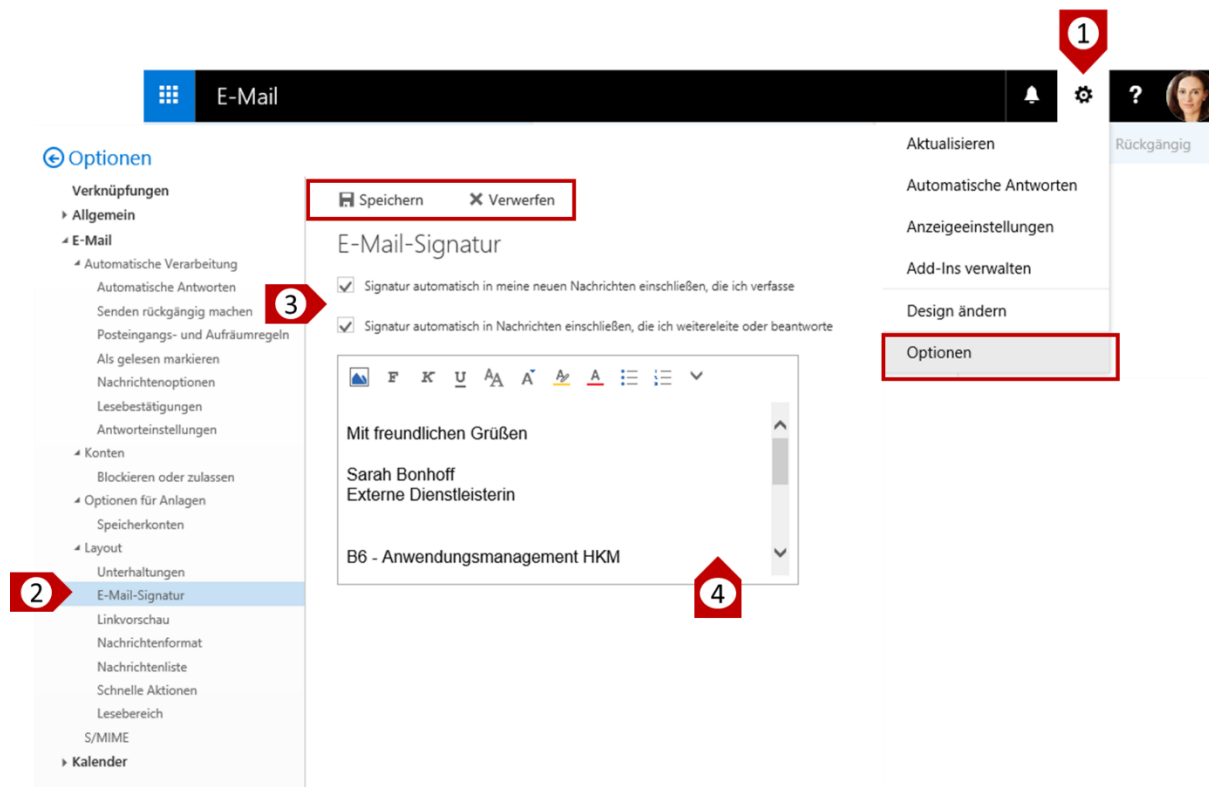 1
E-Mail
?
Optionen
Verknüpfungen
Allgemein
E-Mail
Automatische Verarbeitung
Automatische Antworten
Senden rückgängig machen
Posteingangs- und Aufräumregeln
Als gelesen markieren
Nachrichtenoptionen
Lesebestätigungen
Antworteinstellungen
Konten
Blockieren oder zulassen
Optionen für Anlagen
Speicherkonten
Layout
Unterhaltungen
2
E-Mail-Signatur
Linkvorschau
Nachrichtenformat
Nachrichtenliste
Schnelle Aktionen
Lesebereich
S/MIME
Kalender
Speichern Verwerfen
E-Mail-Signatur
Signatur automatisch in meine neuen Nachrichten einschließen, die ich verfasse
3
Signatur automatisch in Nachrichten einschließen, die ich weitereleite oder beantworte
F K U AA A A A
Mit freundlichen Grüßen
Sarah Bonhoff
Externe Dienstleisterin
B6 - Anwendungsmanagement HKM
4
Aktualisieren
Automatische Antworten
Anzeigeeinstellungen
Add-Ins verwalten
Design ändern
Optionen
Rückgängig